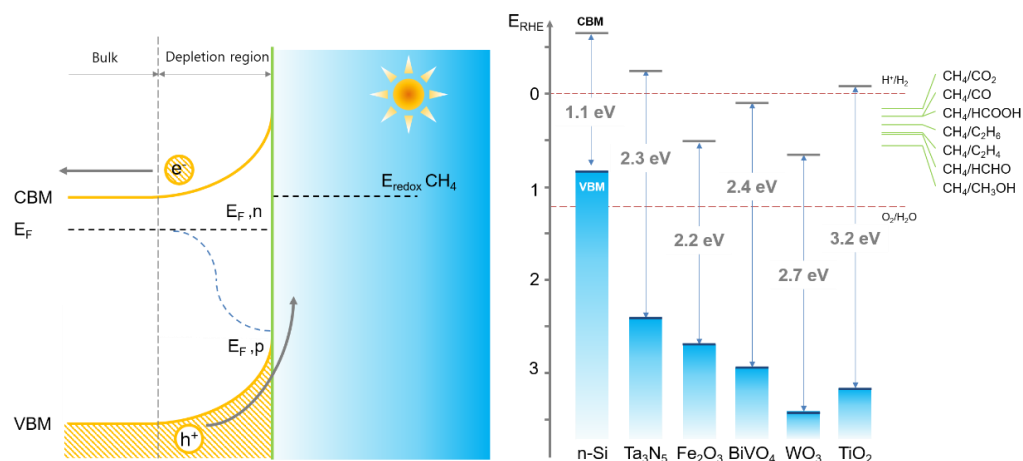 Bulk
Depletion region
e⁻
CBM
E_F
E_F ,n
E_redox CH₄
E_F ,p
VBM
h⁺
E_RHE
CBM
H⁺/H₂
0
1.1 eV
VBM
2.3 eV
1
2.4 eV
O₂/H₂O
2.2 eV
3.2 eV
2
2.7 eV
3
CH₄/CO₂
CH₄/CO
CH₄/HCOOH
CH₄/C₂H₆
CH₄/C₂H₄
CH₄/HCHO
CH₄/CH₃OH
n-Si Ta₃N₅ Fe₂O₃ BiVO₄ WO₃ TiO₂